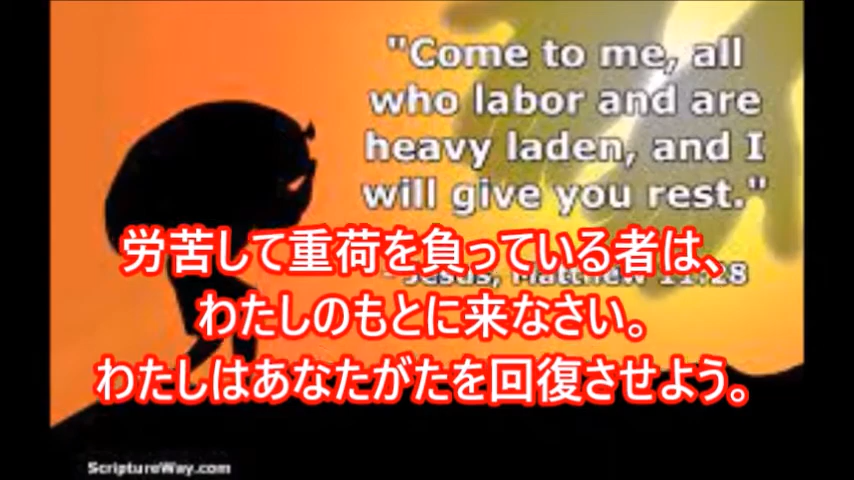 "Come to me, all
who labor and are
heavy laden, and I
will give you rest."
労苦して重荷を負っている者は、
- Jesus, Matthew 11:28
わたしのもとに来なさい。
わたしはあなたがたを回復させよう。
ScriptureWay.com